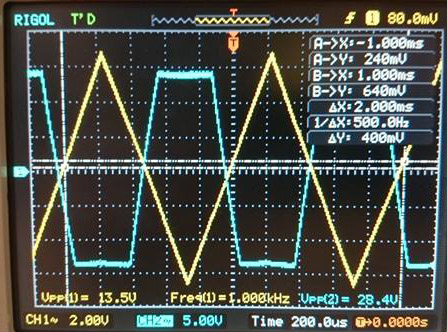 RIGOL T'D 1 80.0mV
T
T
A->X:-1.000ms
A->Y: 240mV
B->X: 1.000ms
B->Y: 640mV
ΔX: 2.000ms
1/ΔX: 500.0Hz
ΔY: 400mV
Vpp(1)= 13.5V Freq(1)=1.000kHz Vpp(2)= 28.4V
CH1~ 2.00V CH2 5.00V Time 200.0us T→0.0000s